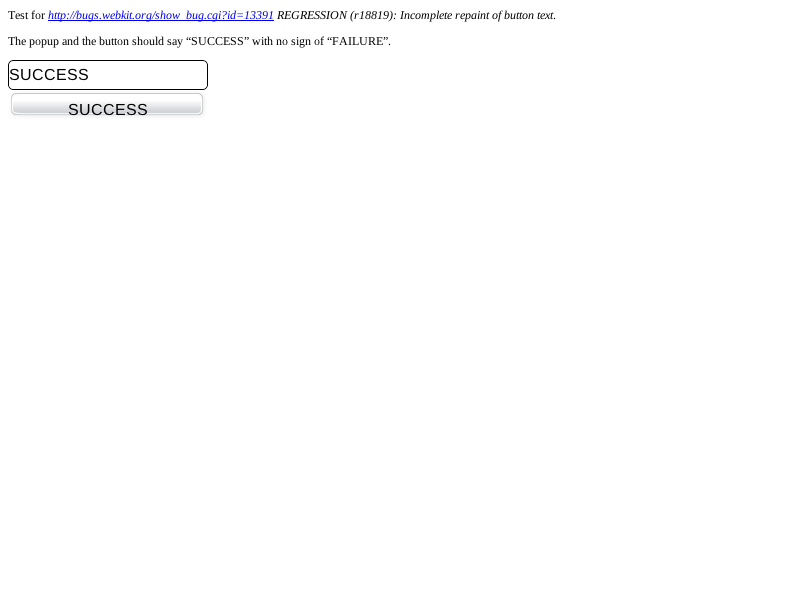 Test for http://bugs.webkit.org/show_bug.cgi?id=13391 REGRESSION (r18819): Incomplete repaint of button text.
The popup and the button should say “SUCCESS” with no sign of “FAILURE”.
SUCCESS
SUCCESS